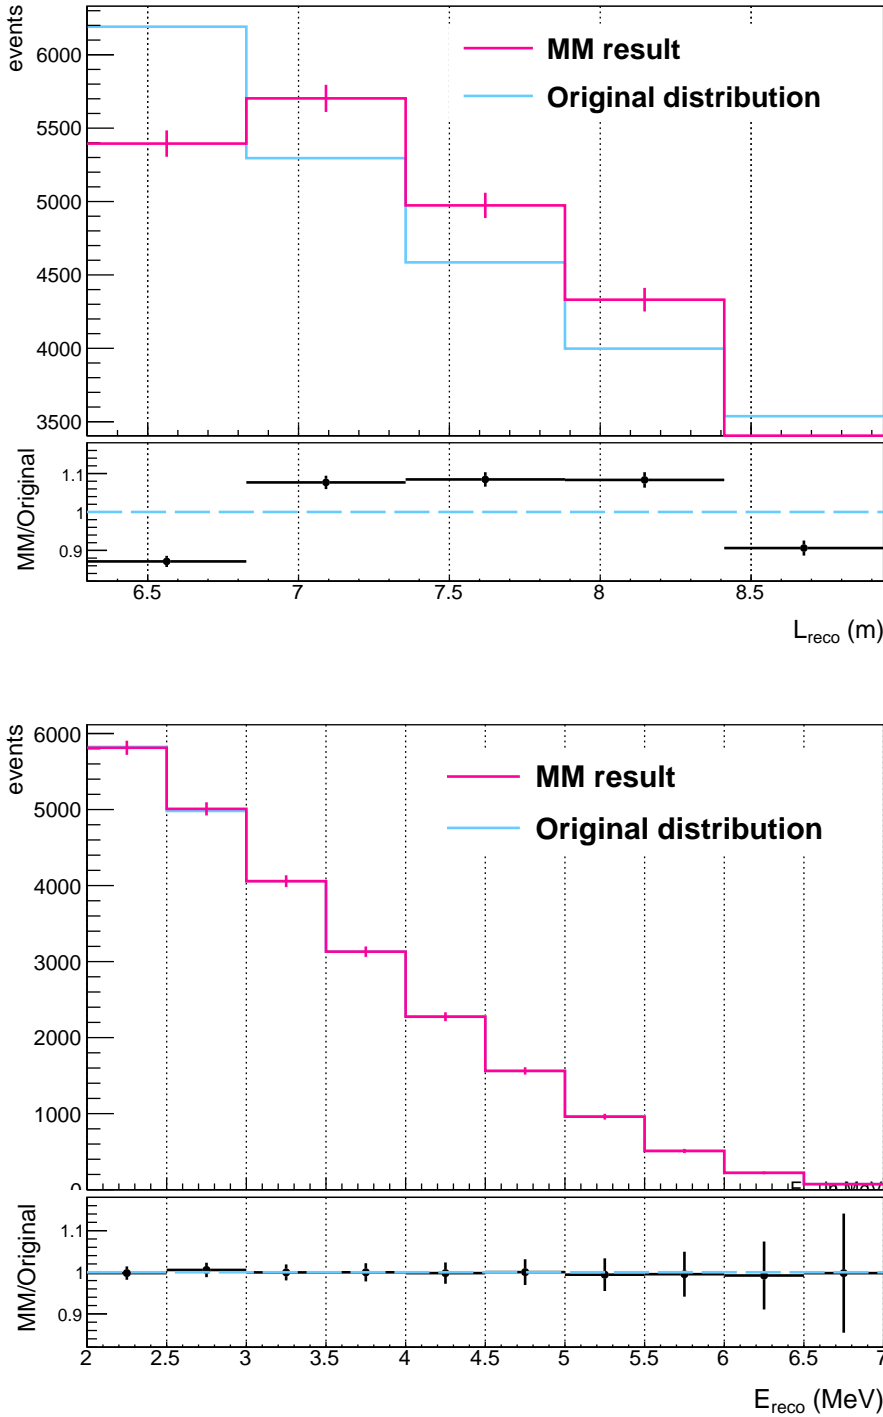 events
MM result
Original distribution
6000
5500
5000
4500
4000
3500
MM/Original
1.1
1
0.9
6.5 7 7.5 8 8.5
L_reco (m)
events
MM result
Original distribution
6000
5000
4000
3000
2000
1000
0
MM/Original
1.1
1
0.9
2 2.5 3 3.5 4 4.5 5 5.5 6 6.5 7
E_reco (MeV)